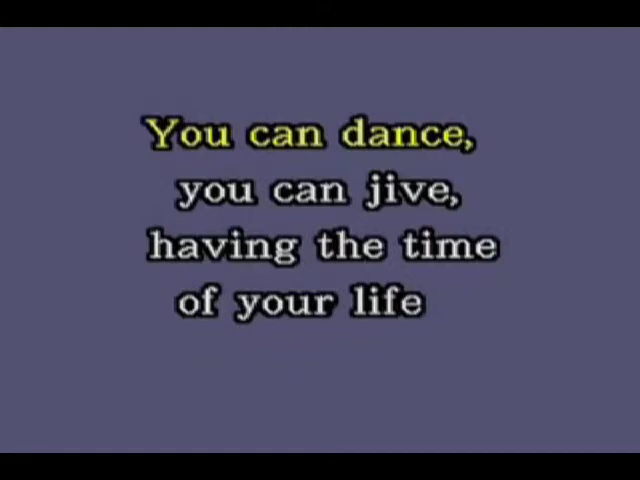 You can dance,
you can jive,
having the time
of your life